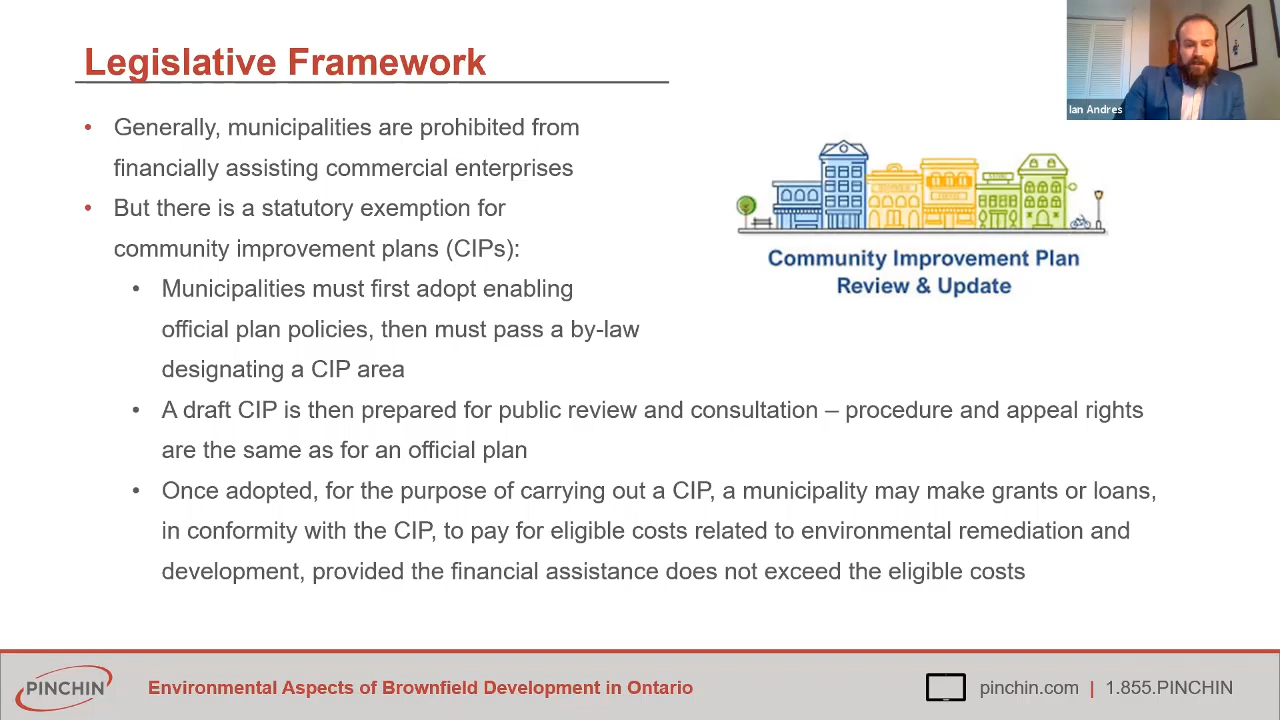 Legislative Framework
Ian Andres
• Generally, municipalities are prohibited from
financially assisting commercial enterprises
• But there is a statutory exemption for
community improvement plans (CIPs):
• Municipalities must first adopt enabling
official plan policies, then must pass a by-law
designating a CIP area
Community Improvement Plan
Review & Update
• A draft CIP is then prepared for public review and consultation – procedure and appeal rights
are the same as for an official plan
• Once adopted, for the purpose of carrying out a CIP, a municipality may make grants or loans,
in conformity with the CIP, to pay for eligible costs related to environmental remediation and
development, provided the financial assistance does not exceed the eligible costs
PINCHIN
Environmental Aspects of Brownfield Development in Ontario
pinchin.com | 1.855.PINCHIN